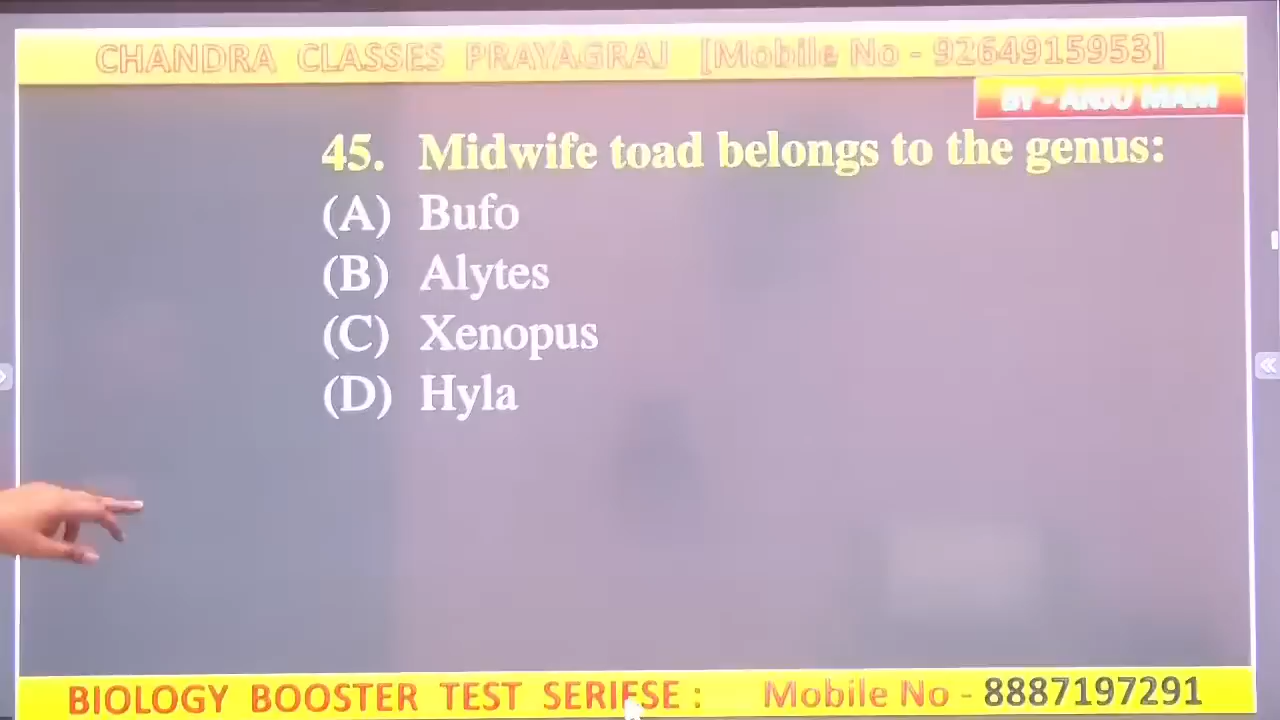 CHANDRA CLASSES PRAYAGRAJ [Mobile No - 9264915953]
BY - ANJU MAM
45. Midwife toad belongs to the genus:
(A) Bufo
(B) Alytes
(C) Xenopus
(D) Hyla
BIOLOGY BOOSTER TEST SERIESE : Mobile No - 8887197291